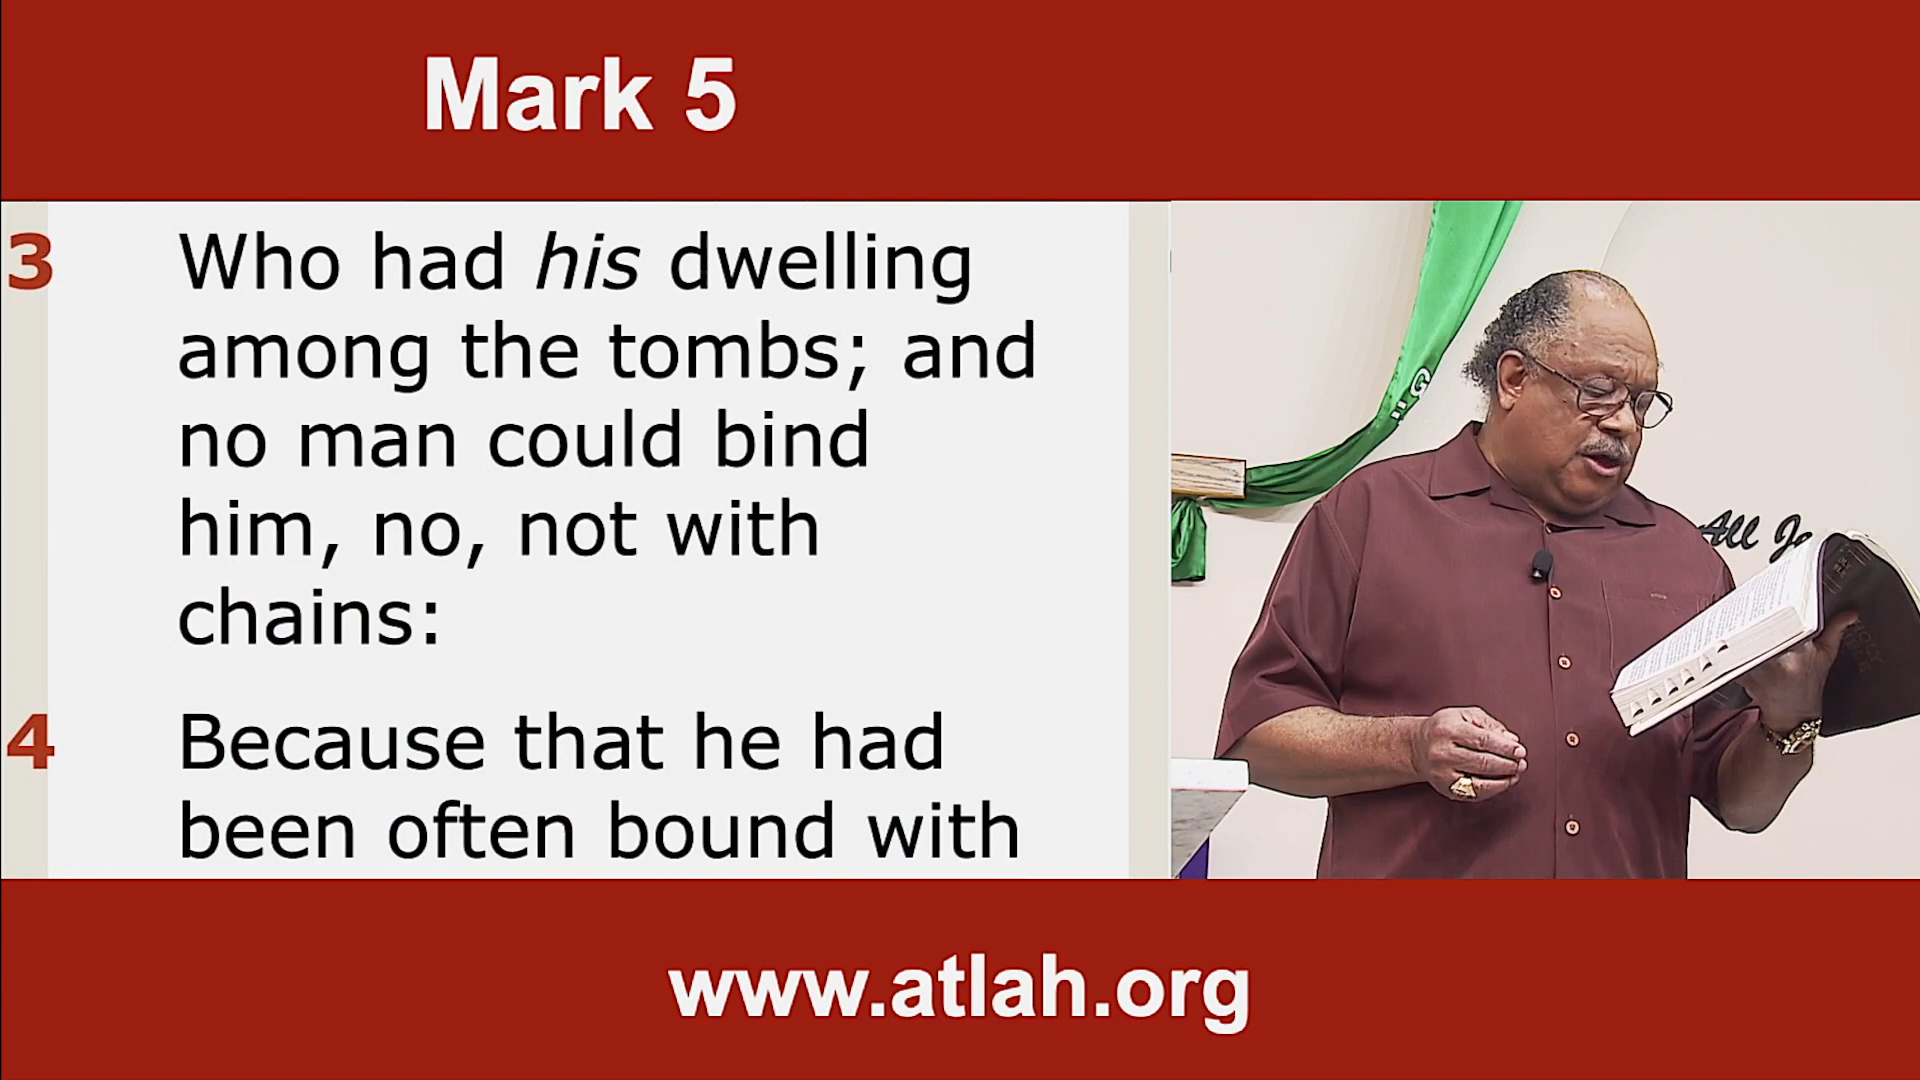 Mark 5
3 Who had his dwelling
among the tombs; and
no man could bind
him, no, not with
chains:
4 Because that he had
been often bound with
G
All
www.atlah.org